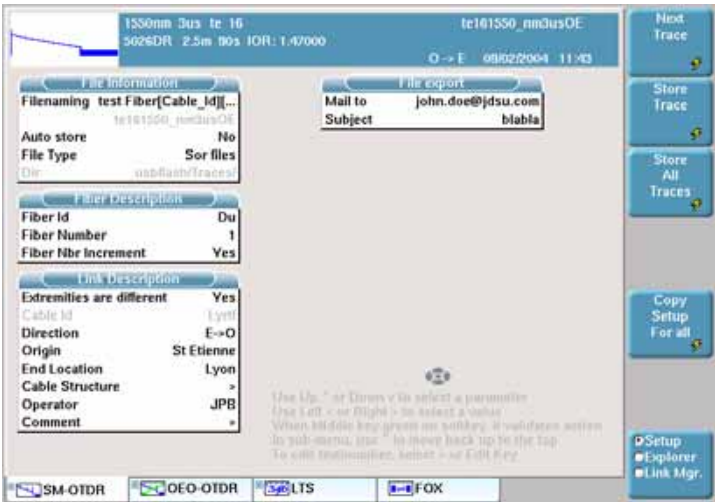 1550nm 3us te 16 te161550_nm3usOE
5026DR 2.5m 90s IOR: 1.47000
O -> E 09/02/2004 11:43
File Information
Filenaming test Fiber[Cable_Id][...
te161550_nm3usOE
Auto store No
File Type Sor files
Dir usbflash/Traces/
File export
Mail to john.doe@jdsu.com
Subject blabla
Fiber Description
Fiber Id Du
Fiber Number 1
Fiber Nbr Increment Yes
Link Description
Extremities are different Yes
Cable Id
Direction E->O
Origin St Etienne
End Location Lyon
Cable Structure >
Operator JPB
Comment >
Use Up ^ or Down v to select a parameter
Use Left < or Right > to select a value
When Middle key green on softkey, it validates action
In sub-menu, use ^ to move back up to the top
To edit text/number, select > or Edit Key
Next
Trace
Store
Trace
Store
All
Traces
Copy
Setup
For all
Setup
Explorer
Link Mgr.
SM-OTDR
OEO-OTDR
LTS
FOX